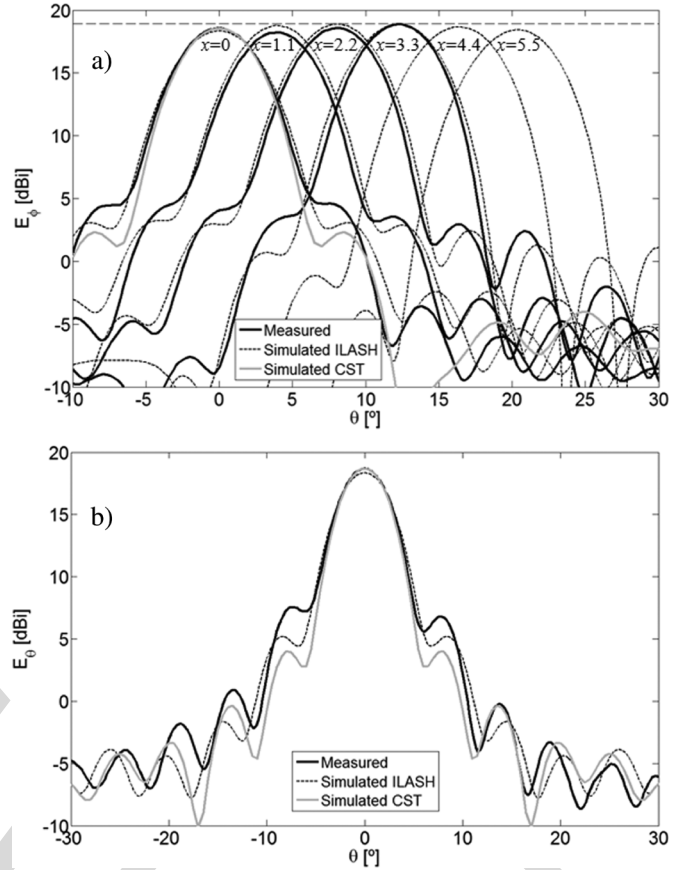 20
15
10
5
0
-5
-10
E_ϕ [dBi]
a)
x=0 x=1.1 x=2.2 x=3.3 x=4.4 x=5.5
Measured
Simulated ILASH
Simulated CST
-10 -5 0 5 10 15 20 25 30
θ [º]
20
15
10
5
0
-5
-10
E_θ [dBi]
b)
Measured
Simulated ILASH
Simulated CST
-30 -20 -10 0 10 20 30
θ [º]